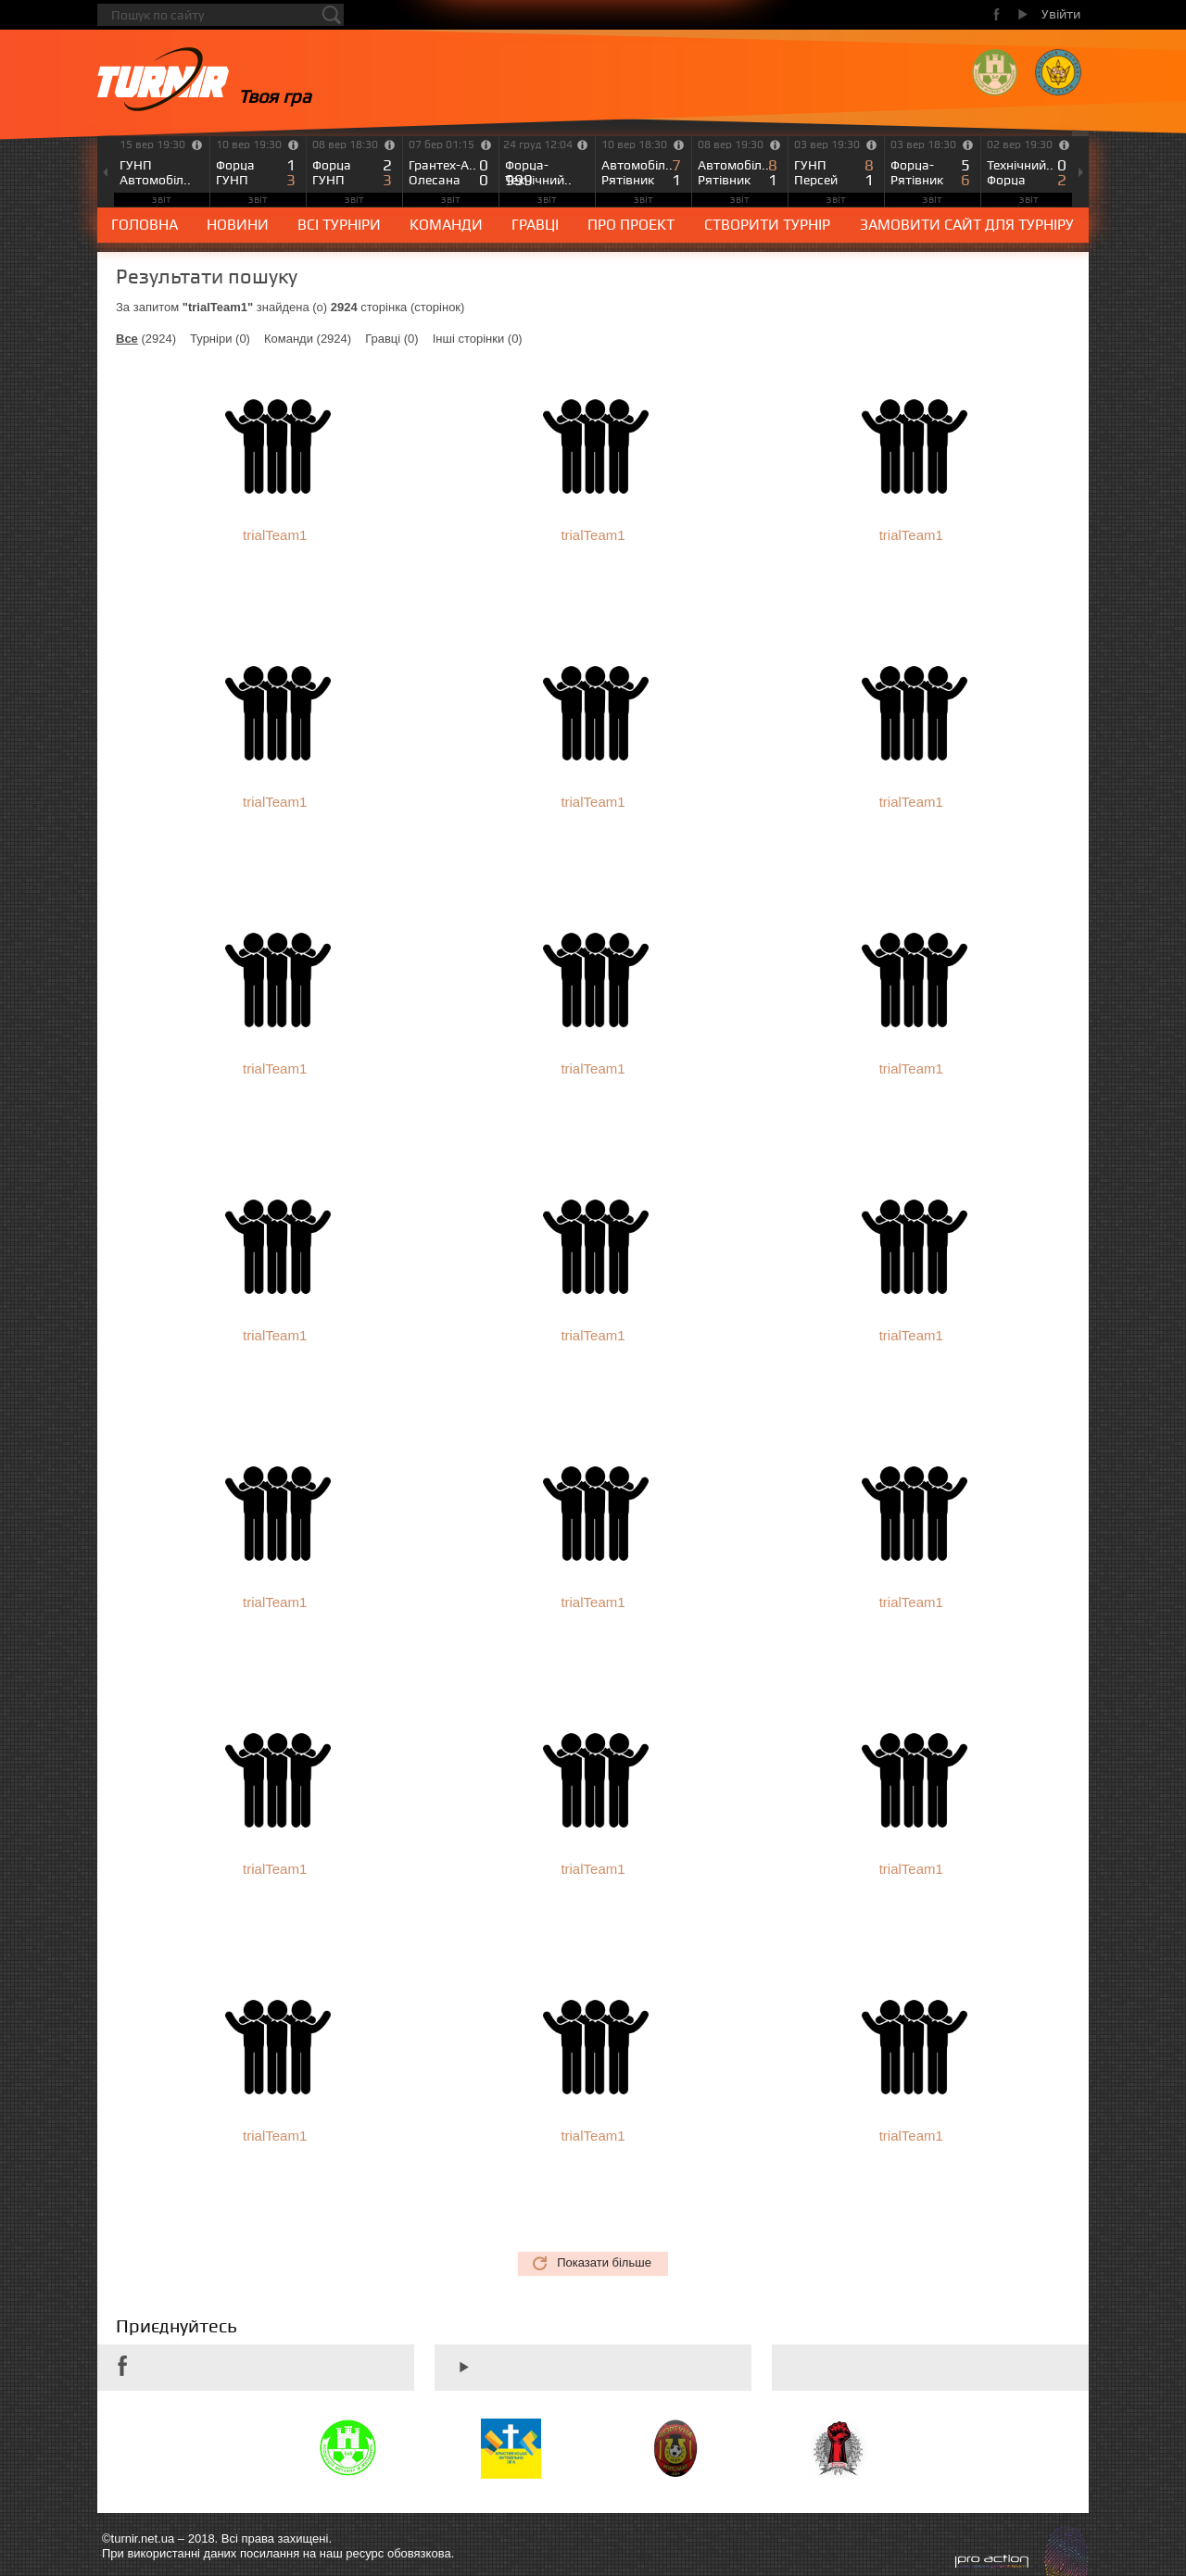 Пошук по сайту
Увійти
TURNIR Твоя гра
15 вер 19:30 10 вер 19:30 08 вер 18:30 07 бер 01:15 24 груд 12:04 10 вер 18:30 08 вер 19:30 03 вер 19:30 03 вер 18:30 02 вер 19:30
ГУНП Форца 1 Форца 2 Грантех-А.. 0 Форца- Автомобіл.. 7 Автомобіл.. 8 ГУНП 8 Форца- 5 Технічний.. 0
Автомобіл.. ГУНП 3 ГУНП 3 Олесана 0 Рятівник 1 Рятівник 1 Персей 1 Рятівник 6 Форца 2
звіт звіт звіт звіт звіт звіт звіт звіт звіт звіт
ГОЛОВНА НОВИНИ ВСІ ТУРНІРИ КОМАНДИ ГРАВЦІ ПРО ПРОЕКТ СТВОРИТИ ТУРНІР ЗАМОВИТИ САЙТ ДЛЯ ТУРНІРУ
Результати пошуку
За запитом "trialTeam1" знайдена (о) 2924 сторінка (сторінок)
Все (2924) Турніри (0) Команди (2924) Гравці (0) Інші сторінки (0)
trialTeam1 trialTeam1 trialTeam1
trialTeam1 trialTeam1 trialTeam1
trialTeam1 trialTeam1 trialTeam1
trialTeam1 trialTeam1 trialTeam1
trialTeam1 trialTeam1 trialTeam1
trialTeam1 trialTeam1 trialTeam1
trialTeam1 trialTeam1 trialTeam1
Показати більше
Приєднуйтесь
©turnir.net.ua – 2018. Всі права захищені.
При використанні даних посилання на наш ресурс обовязкова.
pro action